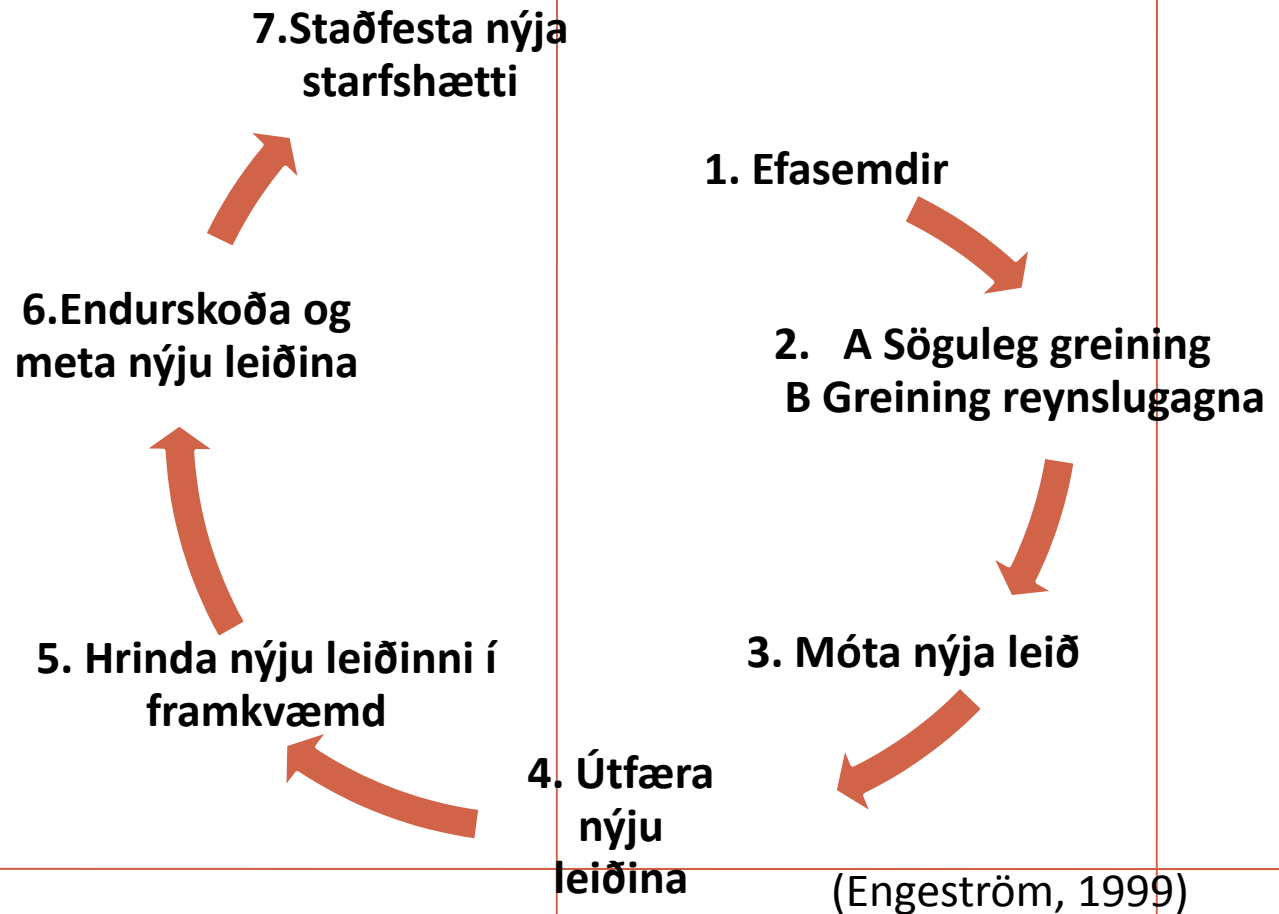 1. Efasemdir
2. A Söguleg greining
B Greining reynslugagna
3. Móta nýja leið
4. Útfæra
nýju
leiðina
5. Hrinda nýju leiðinni í
framkvæmd
6.Endurskoða og
meta nýju leiðina
7.Staðfesta nýja
starfshætti
(Engeström, 1999)